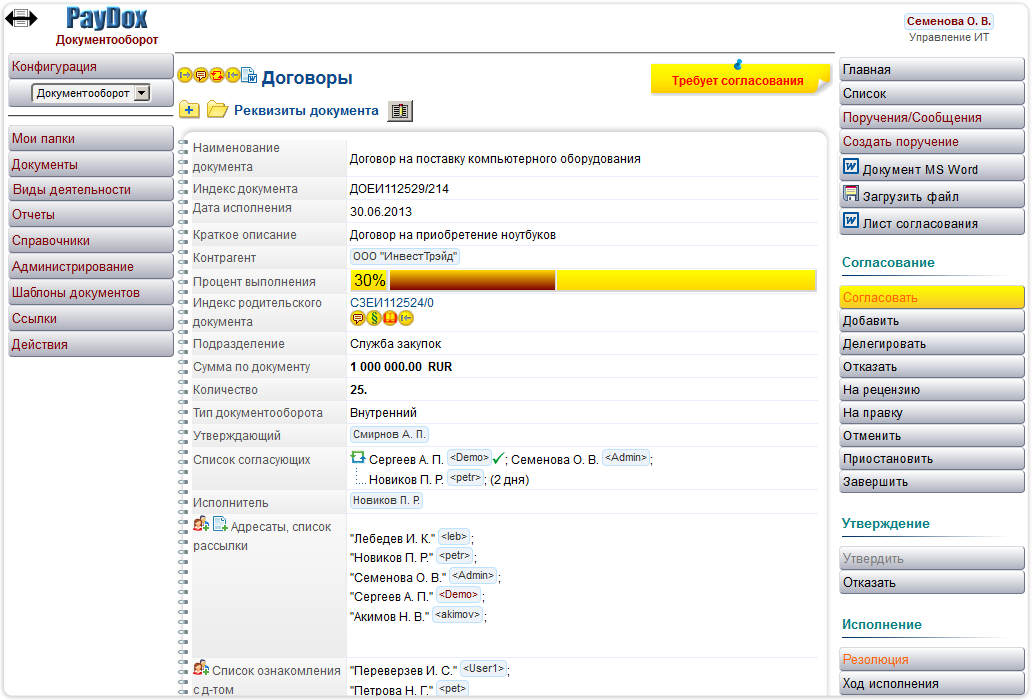 PayDox
Документооборот
Семенова О. В.
Управление ИТ
Конфигурация
Документооборот
Мои папки
Документы
Виды деятельности
Отчеты
Справочники
Администрирование
Шаблоны документов
Ссылки
Действия
Договоры
Требует согласования
Реквизиты документа
Наименование документа
Договор на поставку компьютерного оборудования
Индекс документа
ДОЕИ112529/214
Дата исполнения
30.06.2013
Краткое описание
Договор на приобретение ноутбуков
Контрагент
ООО "ИнвестТрэйд"
Процент выполнения
30%
Индекс родительского документа
СЗЕИ112524/0
Подразделение
Служба закупок
Сумма по документу
1 000 000.00 RUR
Количество
25.
Тип документооборота
Внутренний
Утверждающий
Смирнов А. П.
Список согласующих
Сергеев А. П. <Demo> ; Семенова О. В. <Admin> ;
Новиков П. Р. <petr> ; (2 дня)
Исполнитель
Новиков П. Р.
Адресаты, список рассылки
"Лебедев И. К." <leb> ;
"Новиков П. Р." <petr> ;
"Семенова О. В." <Admin> ;
"Сергеев А. П." <Demo> ;
"Акимов Н. В." <akimov> ;
Список ознакомления с д-том
"Переверзев И. С." <User1> ;
"Петрова Н. Г." <pet> ;
Главная
Список
Поручения/Сообщения
Создать поручение
Документ MS Word
Загрузить файл
Лист согласования
Согласование
Согласовать
Добавить
Делегировать
Отказать
На рецензию
На правку
Отменить
Приостановить
Завершить
Утверждение
Утвердить
Отказать
Исполнение
Резолюция
Ход исполнения